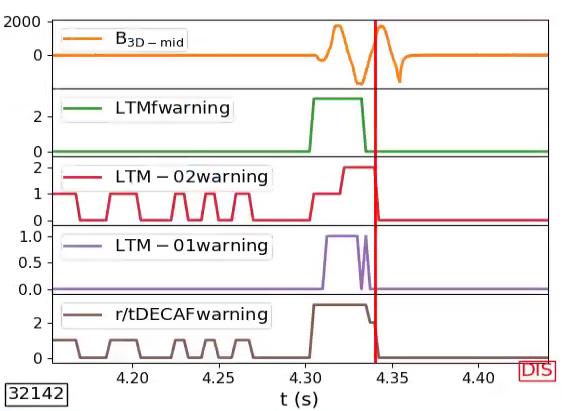 2000
0
B3D−mid
2
0
LTMfwarning
2
1
0
LTM − 02warning
1.0
0.5
0.0
LTM − 01warning
2
0
r/tDECAFwarning
4.20 4.25 4.30 4.35 4.40
DIS
32142
t (s)